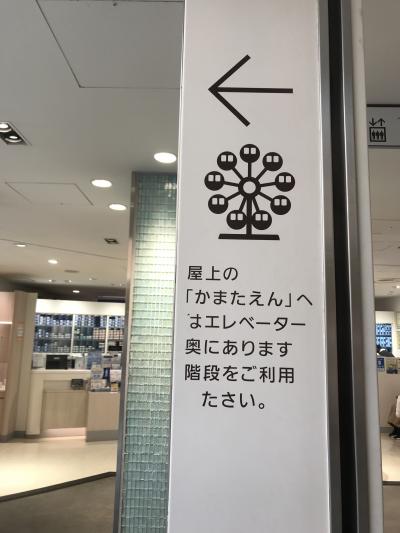 屋上の
「かまたえん」へ
はエレベーター
奥にあります
階段をご利用
たさい。